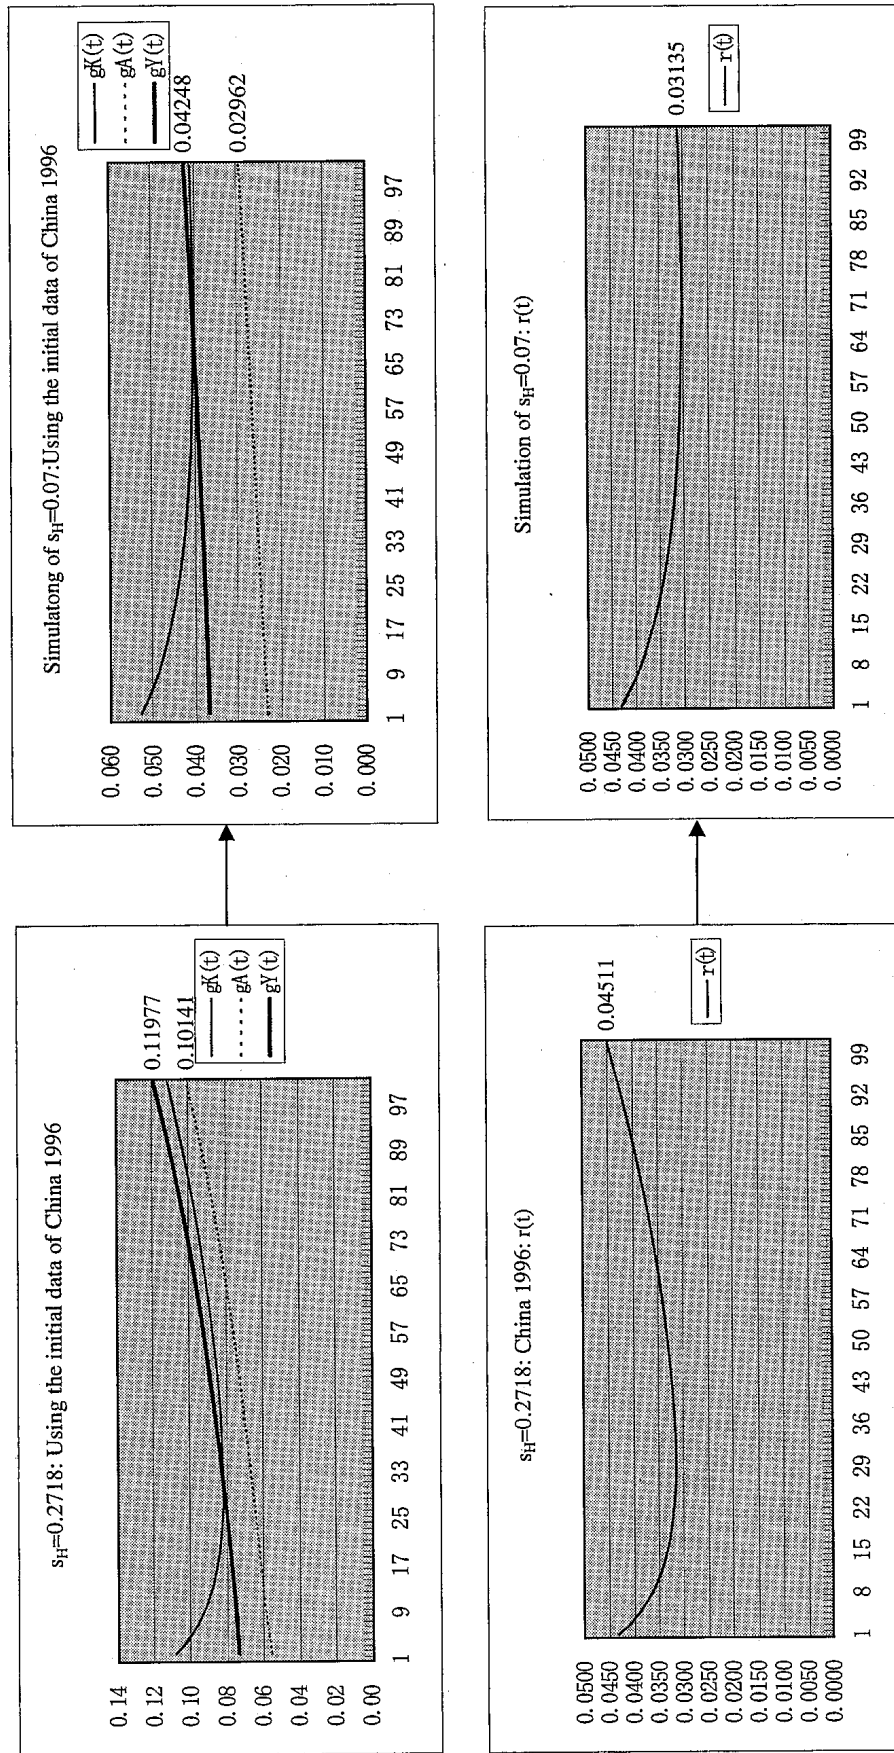 s_H=0.2718: Using the initial data of China 1996
0.14
0.12
0.10
0.08
0.06
0.04
0.02
0.00
1 9 17 25 33 41 49 57 65 73 81 89 97
0.11977
0.10141
gK(t)
gA(t)
gY(t)
Simulatong of s_H=0.07:Using the initial data of China 1996
0.060
0.050
0.040
0.030
0.020
0.010
0.000
1 9 17 25 33 41 49 57 65 73 81 89 97
gK(t)
gA(t)
gY(t)
0.04248
0.02962
s_H=0.2718: China 1996: r(t)
0.0500
0.0450
0.0400
0.0350
0.0300
0.0250
0.0200
0.0150
0.0100
0.0050
0.0000
1 8 15 22 29 36 43 50 57 64 71 78 85 92 99
0.04511
r(t)
Simulation of s_H=0.07: r(t)
0.0500
0.0450
0.0400
0.0350
0.0300
0.0250
0.0200
0.0150
0.0100
0.0050
0.0000
1 8 15 22 29 36 43 50 57 64 71 78 85 92 99
0.03135
r(t)